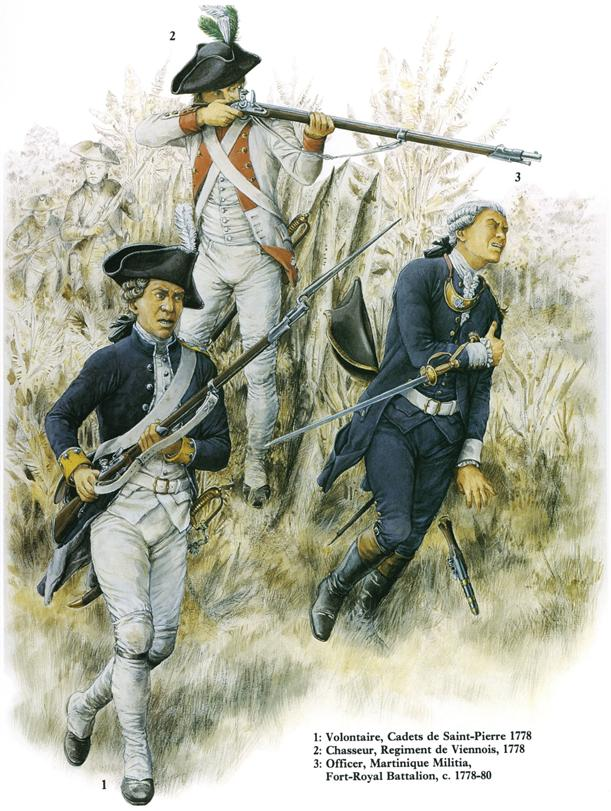 2
3
1
1: Volontaire, Cadets de Saint-Pierre 1778
2: Chasseur, Regiment de Viennois, 1778
3: Officer, Martinique Militia,
Fort-Royal Battalion, c. 1778-80